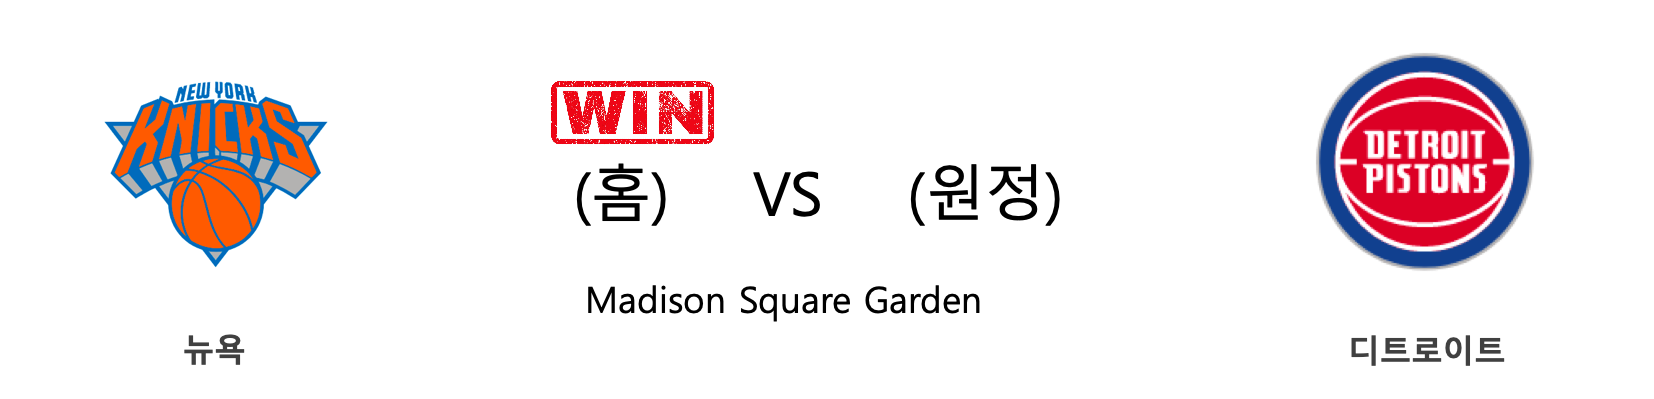 NEW YORK
KNICKS
WIN
(홈) VS (원정)
Madison Square Garden
DETROIT
PISTONS
뉴욕
디트로이트